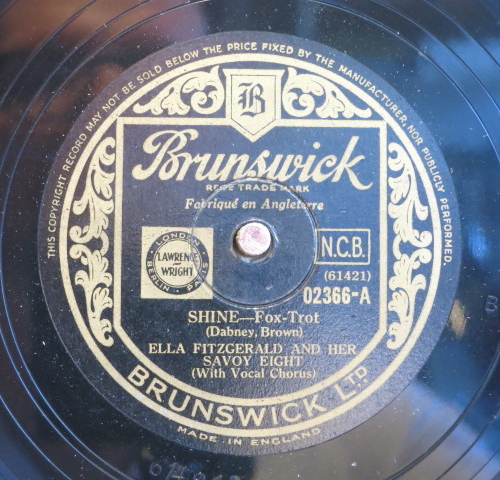 THIS COPYRIGHT RECORD MAY NOT BE SOLD BELOW THE PRICE FIXED BY THE MANUFACTURER, NOR PUBLICLY PERFORMED.
B
Brunswick
REGD TRADE MARK
Fabriqué en Angleterre
LONDON
PARIS
BERLIN
LAWRENCE
WRIGHT
N.C.B.
(61421)
02366-A
SHINE—Fox-Trot
(Dabney, Brown)
ELLA FITZGERALD AND HER
SAVOY EIGHT
(With Vocal Chorus)
BRUNSWICK LTD.
MADE IN ENGLAND